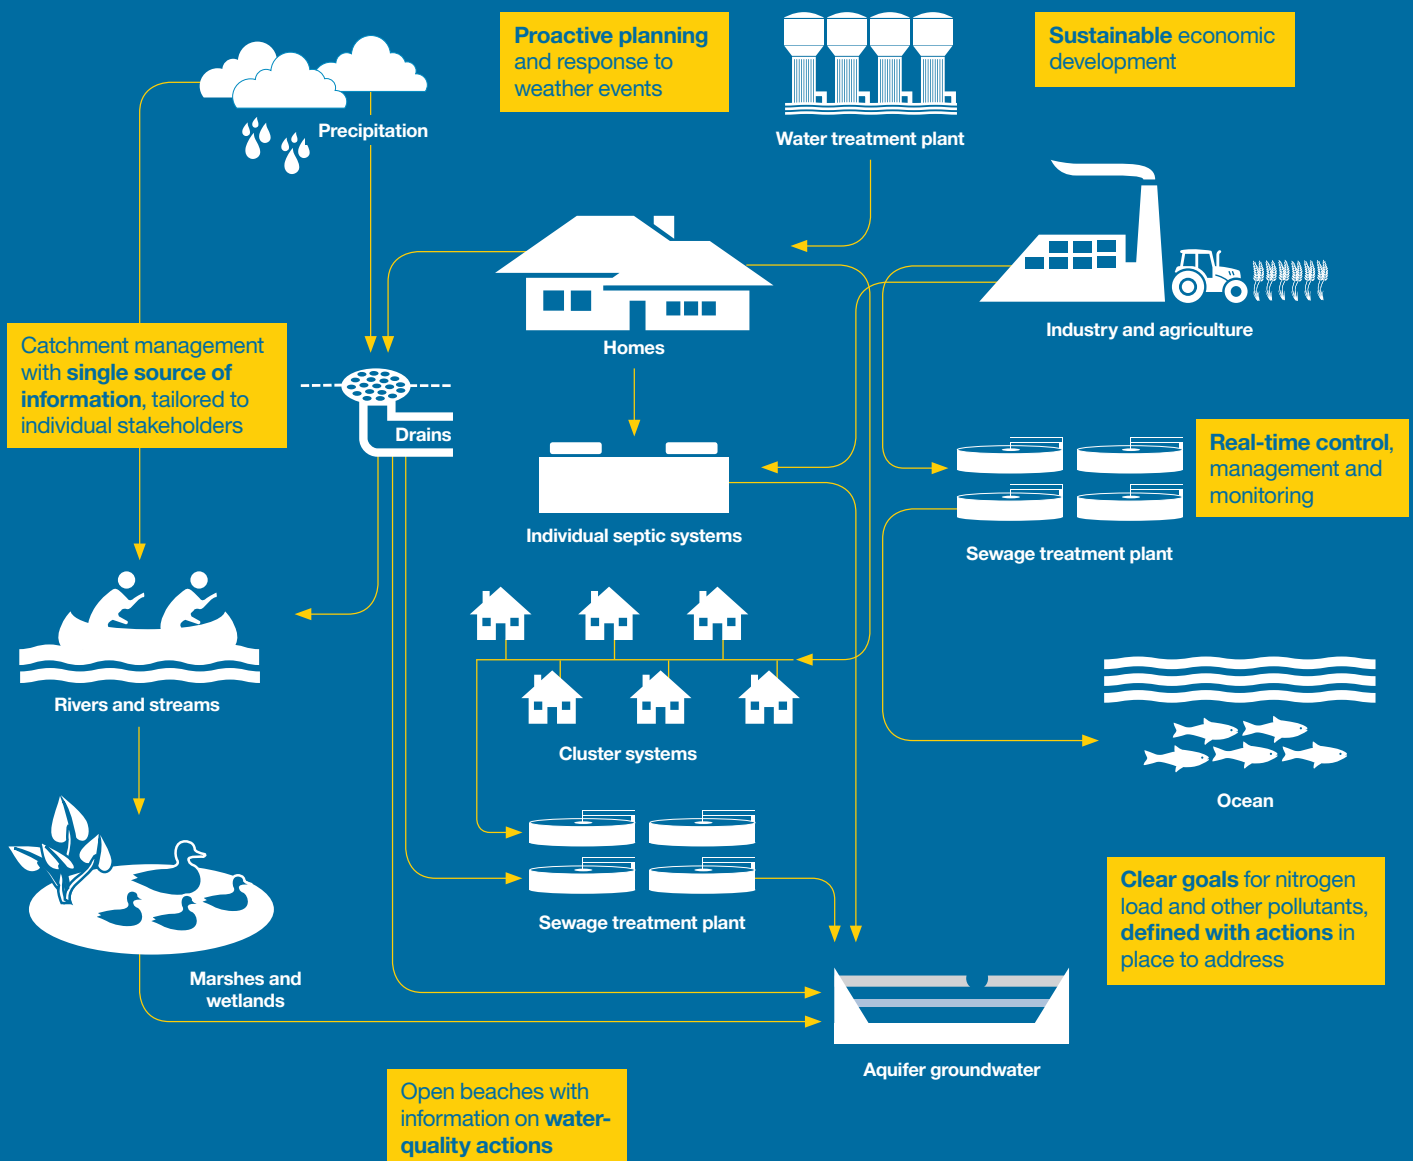 Proactive planning
and response to
weather events
Sustainable economic
development
Precipitation
Water treatment plant
Homes
Industry and agriculture
Catchment management
with single source of
information, tailored to
individual stakeholders
Drains
Real-time control,
management and
monitoring
Individual septic systems
Sewage treatment plant
Rivers and streams
Cluster systems
Ocean
Clear goals for nitrogen
load and other pollutants,
defined with actions in
place to address
Sewage treatment plant
Marshes and
wetlands
Aquifer groundwater
Open beaches with
information on water-
quality actions